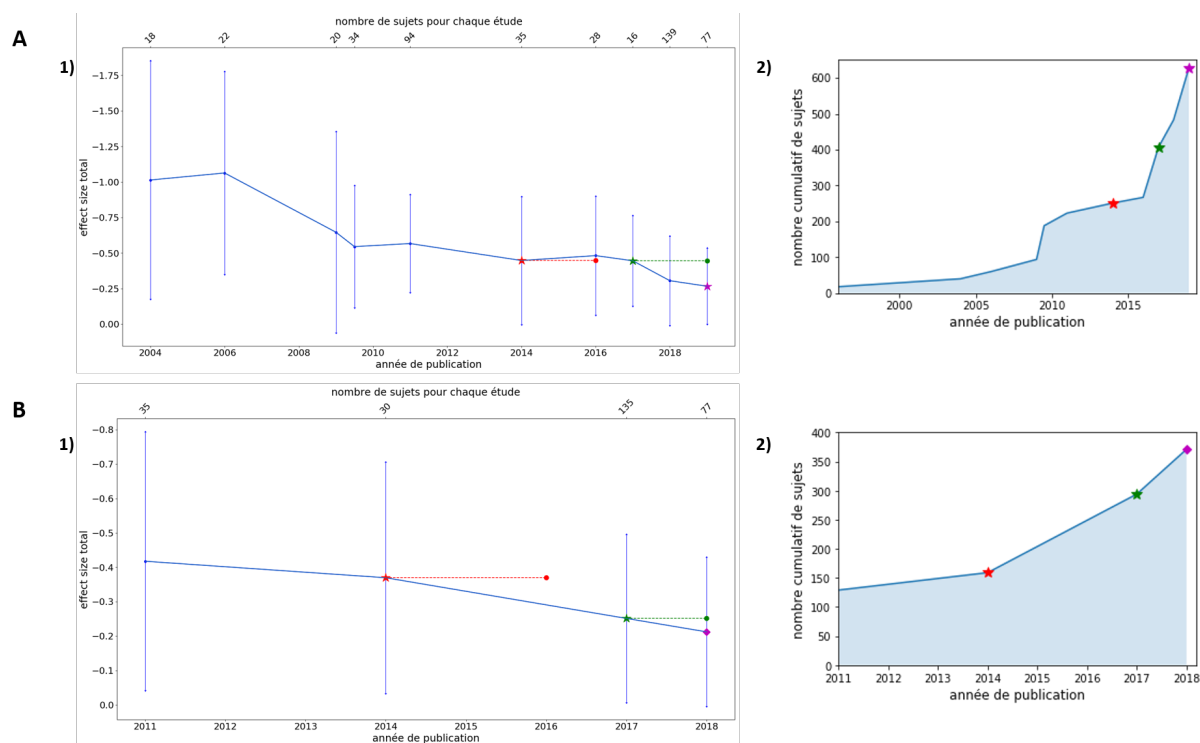 A
1)
nombre de sujets pour chaque étude
18 22 20 34 94 35 28 16 139 77
effect size total
−1.75
−1.50
−1.25
−1.00
−0.75
−0.50
−0.25
0.00
2004 2006 2008 2010 2012 2014 2016 2018
année de publication
2)
nombre cumulatif de sujets
600
500
400
300
200
100
0
2000 2005 2010 2015
année de publication
B
1)
nombre de sujets pour chaque étude
35 30 135 77
effect size total
−0.8
−0.7
−0.6
−0.5
−0.4
−0.3
−0.2
−0.1
0.0
2011 2012 2013 2014 2015 2016 2017 2018
année de publication
2)
nombre cumulatif de sujets
400
350
300
250
200
150
100
50
0
2011 2012 2013 2014 2015 2016 2017 2018
année de publication